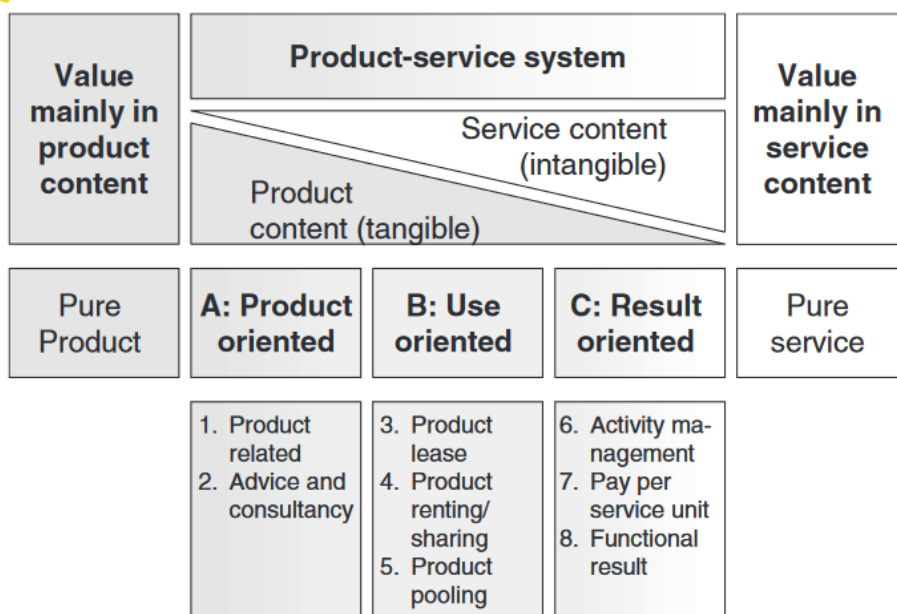 Value
mainly in
product
content
Product-service system
Service content
(intangible)
Product
content (tangible)
Value
mainly in
service
content
Pure
Product
A: Product
oriented
B: Use
oriented
C: Result
oriented
Pure
service
1. Product
related
2. Advice and
consultancy
3. Product
lease
4. Product
renting/
sharing
5. Product
pooling
6. Activity ma-
nagement
7. Pay per
service unit
8. Functional
result